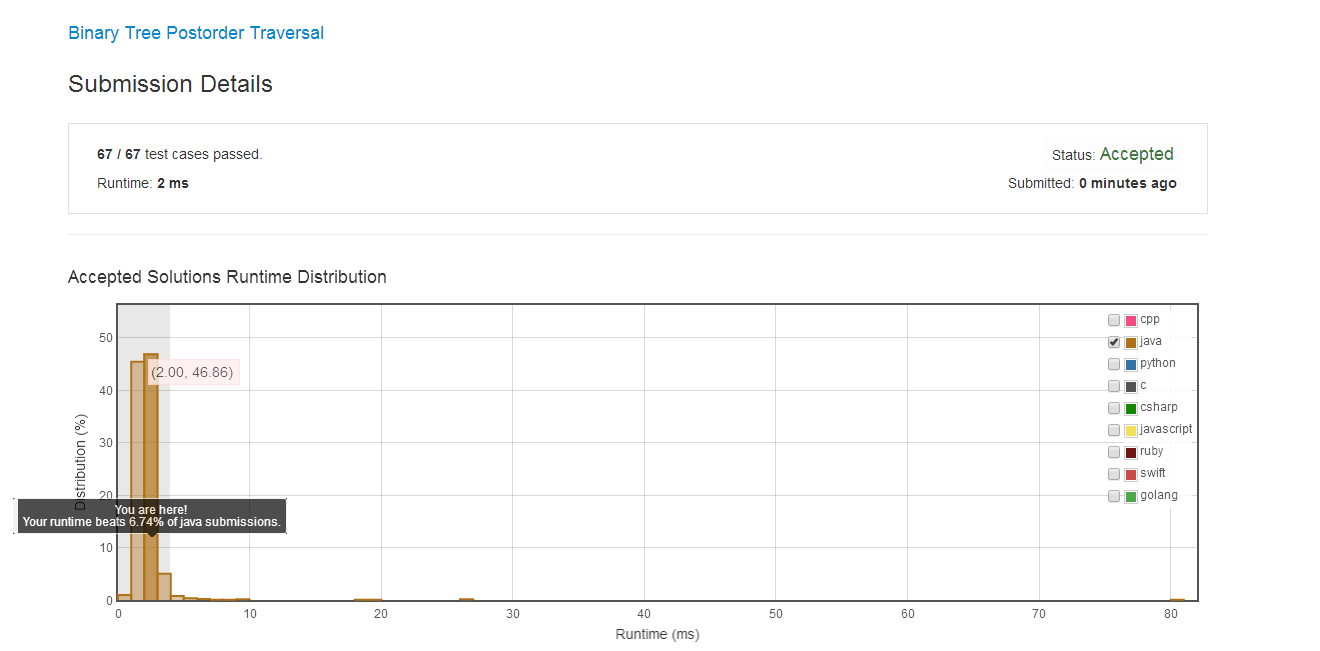 Binary Tree Postorder Traversal
Submission Details
67 / 67 test cases passed.
Status: Accepted
Runtime: 2 ms
Submitted: 0 minutes ago
Accepted Solutions Runtime Distribution
cpp
java
python
c
csharp
javascript
ruby
swift
golang
(2.00, 46.86)
You are here!
Your runtime beats 6.74% of java submissions.
Distribution (%)
50
40
30
20
10
0
0 10 20 30 40 50 60 70 80
Runtime (ms)